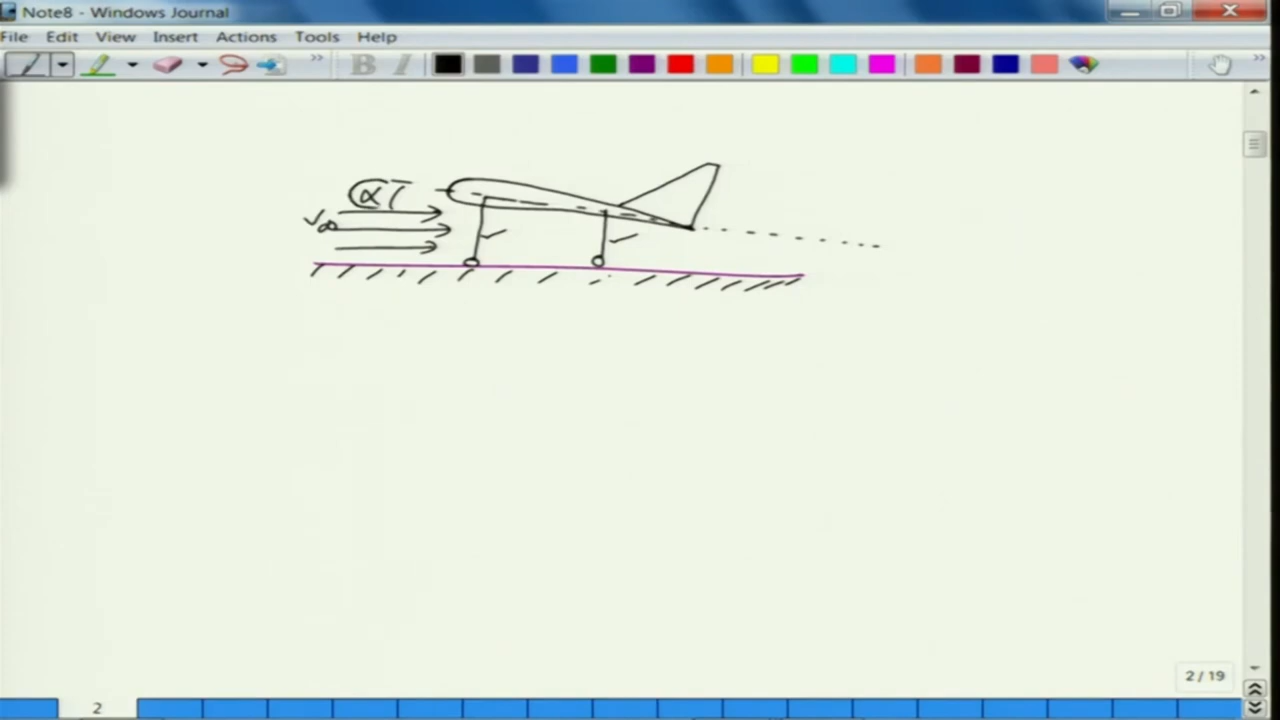 Note8 - Windows Journal
File Edit View Insert Actions Tools Help
B I
V∞
2 / 19
2